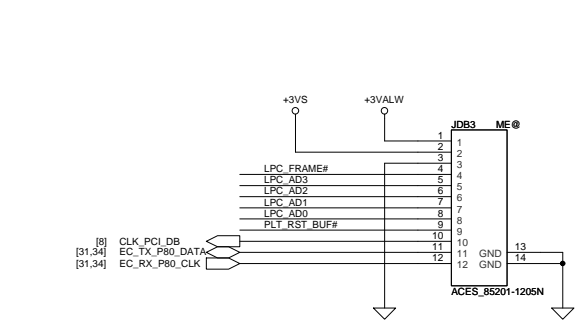 +3VS +3VALW
JDB3 ME@
1 1
2 2
3 3
LPC_FRAME# 4 4
LPC_AD3 5 5
LPC_AD2 6 6
LPC_AD1 7 7
LPC_AD0 8 8
PLT_RST_BUF# 9 9
[8] CLK_PCI_DB 10 10
[31,34] EC_TX_P80_DATA 11 11 GND 13
[31,34] EC_RX_P80_CLK 12 12 GND 14
ACES_85201-1205N